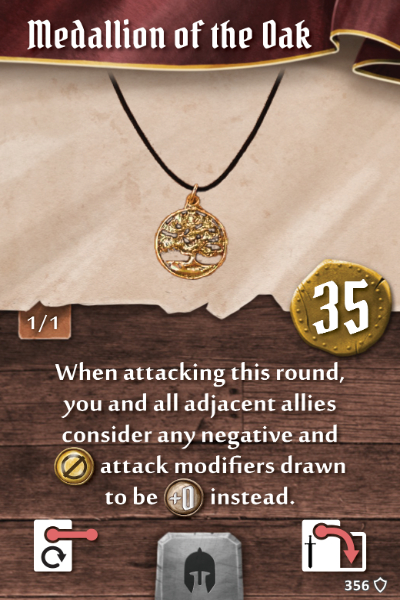 Medallion of the Oak
35
1/1
When attacking this round,
you and all adjacent allies
consider any negative and
attack modifiers drawn
to be +0 instead.
356